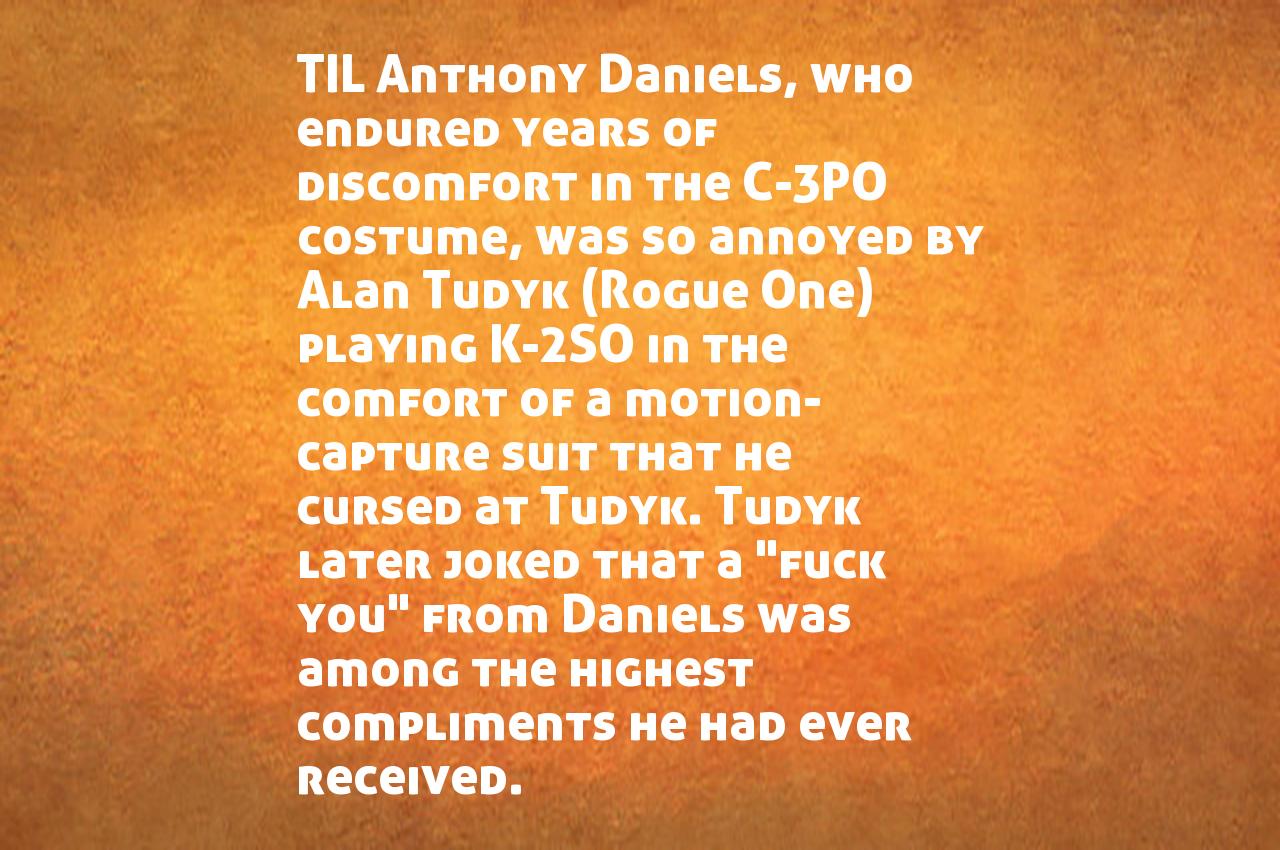 TIL Anthony Daniels, who
endured years of
discomfort in the C-3PO
costume, was so annoyed by
Alan Tudyk (Rogue One)
playing K-2SO in the
comfort of a motion-
capture suit that he
cursed at Tudyk. Tudyk
later joked that a "fuck
you" from Daniels was
among the highest
compliments he had ever
received.